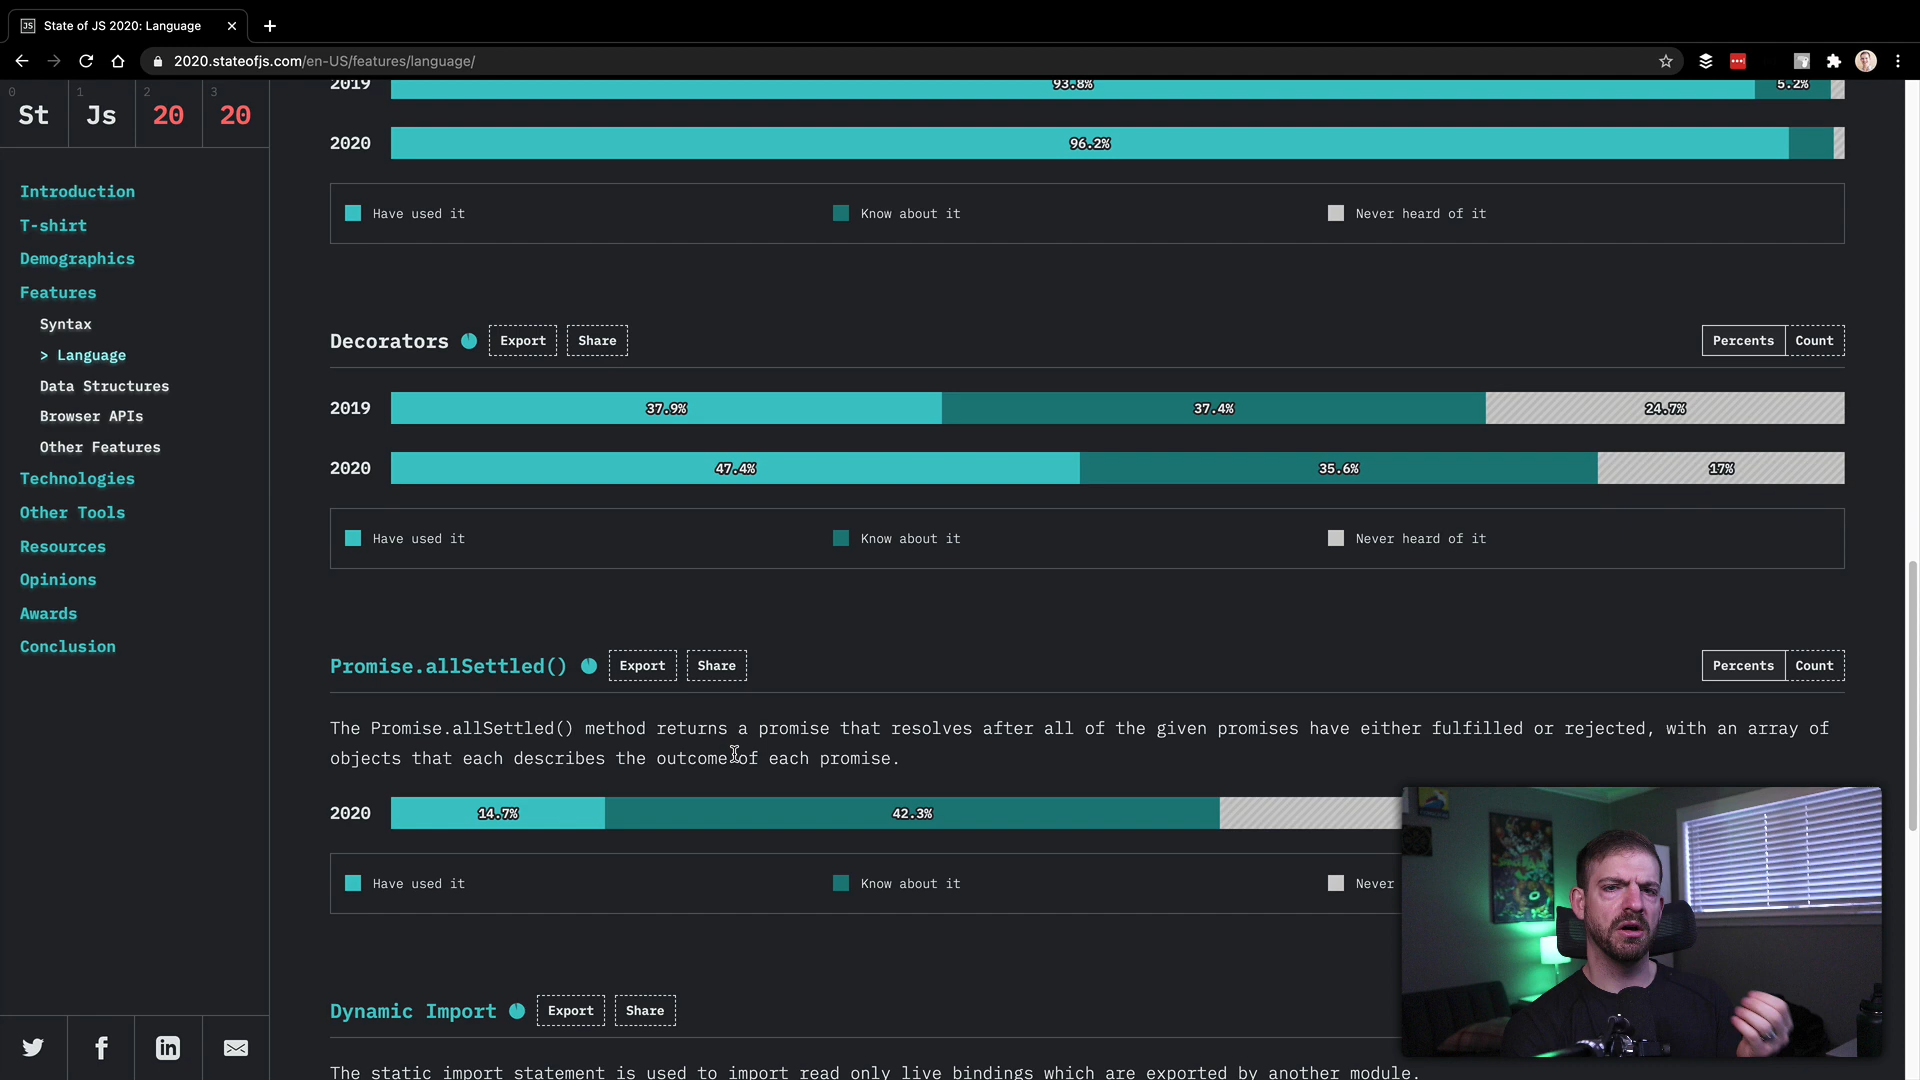 State of JS 2020: Language
2020.stateofjs.com/en-US/features/language/
0 1 2 3
St Js 20 20
Introduction
T-shirt
Demographics
Features
Syntax
> Language
Data Structures
Browser APIs
Other Features
Technologies
Other Tools
Resources
Opinions
Awards
Conclusion
2019 93.8% 5.2%
2020 96.2%
Have used it Know about it Never heard of it
Decorators Export Share Percents Count
2019 37.9% 37.4% 24.7%
2020 47.4% 35.6% 17%
Have used it Know about it Never heard of it
Promise.allSettled() Export Share Percents Count
The Promise.allSettled() method returns a promise that resolves after all of the given promises have either fulfilled or rejected, with an array of
objects that each describes the outcome of each promise.
2020 14.7% 42.3%
Have used it Know about it Never
Dynamic Import Export Share
The static import statement is used to import read only live bindings which are exported by another module.